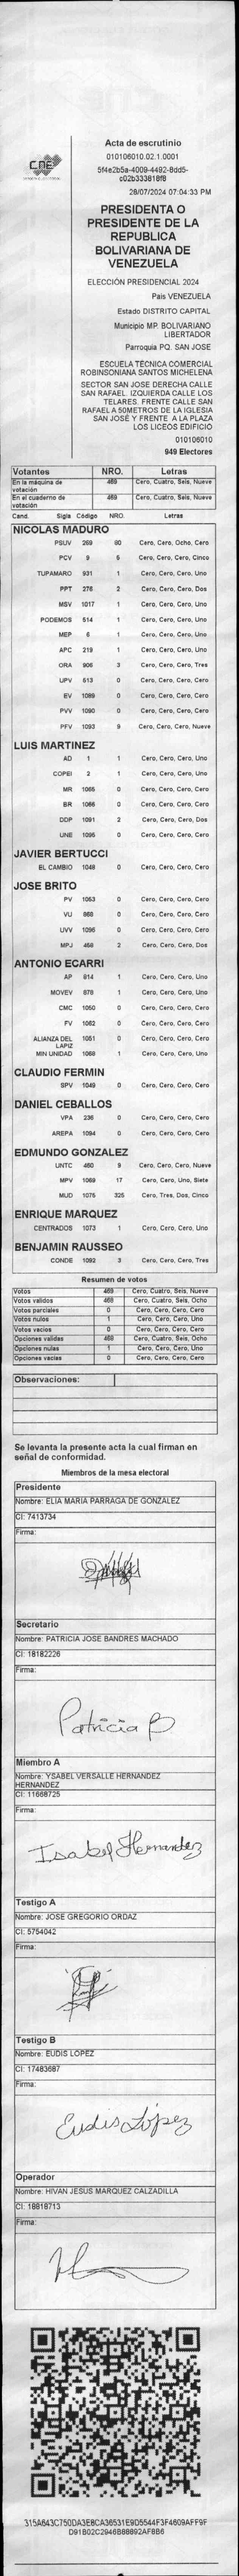 CNE
Acta de escrutinio
010106010.02.1.0001
5f4e2b5a-4009-4492-8dd5-
c02b333818f8
28/07/2024 07:04:33 PM
PRESIDENTA O
PRESIDENTE DE LA
REPUBLICA
BOLIVARIANA DE
VENEZUELA
ELECCIÓN PRESIDENCIAL 2024
País VENEZUELA
Estado DISTRITO CAPITAL
Municipio MP. BOLIVARIANO
LIBERTADOR
Parroquia PQ. SAN JOSE
ESCUELA TÉCNICA COMERCIAL
ROBINSONIANA SANTOS MICHELENA
SECTOR SAN JOSE DERECHA CALLE
SAN RAFAEL. IZQUIERDA CALLE LOS
TELARES. FRENTE CALLE SAN
RAFAEL A 50METROS DE LA IGLESIA
SAN JOSÉ Y FRENTE A LA PLAZA
LOS LICEOS EDIFICIO
010106010
949 Electores
Votantes NRO. Letras
En la máquina de votación 469 Cero, Cuatro, Seis, Nueve
En el cuaderno de votación 469 Cero, Cuatro, Seis, Nueve
Cand. Sigla Código NRO. Letras
NICOLAS MADURO
PSUV 269 80 Cero, Cero, Ocho, Cero
PCV 9 5 Cero, Cero, Cero, Cinco
TUPAMARO 931 1 Cero, Cero, Cero, Uno
PPT 276 2 Cero, Cero, Cero, Dos
MSV 1017 1 Cero, Cero, Cero, Uno
PODEMOS 514 1 Cero, Cero, Cero, Uno
MEP 6 1 Cero, Cero, Cero, Uno
APC 219 1 Cero, Cero, Cero, Uno
ORA 906 3 Cero, Cero, Cero, Tres
UPV 513 0 Cero, Cero, Cero, Cero
EV 1089 0 Cero, Cero, Cero, Cero
PVV 1090 0 Cero, Cero, Cero, Cero
PFV 1093 9 Cero, Cero, Cero, Nueve
LUIS MARTINEZ
AD 1 1 Cero, Cero, Cero, Uno
COPEI 2 1 Cero, Cero, Cero, Uno
MR 1065 0 Cero, Cero, Cero, Cero
BR 1066 0 Cero, Cero, Cero, Cero
DDP 1091 2 Cero, Cero, Cero, Dos
UNE 1095 0 Cero, Cero, Cero, Cero
JAVIER BERTUCCI
EL CAMBIO 1048 0 Cero, Cero, Cero, Cero
JOSE BRITO
PV 1053 0 Cero, Cero, Cero, Cero
VU 868 0 Cero, Cero, Cero, Cero
UVV 1096 0 Cero, Cero, Cero, Cero
MPJ 458 2 Cero, Cero, Cero, Dos
ANTONIO ECARRI
AP 814 1 Cero, Cero, Cero, Uno
MOVEV 878 1 Cero, Cero, Cero, Uno
CMC 1050 0 Cero, Cero, Cero, Cero
FV 1062 0 Cero, Cero, Cero, Cero
ALIANZA DEL LAPIZ 1051 0 Cero, Cero, Cero, Cero
MIN UNIDAD 1068 1 Cero, Cero, Cero, Uno
CLAUDIO FERMIN
SPV 1049 0 Cero, Cero, Cero, Cero
DANIEL CEBALLOS
VPA 236 0 Cero, Cero, Cero, Cero
AREPA 1094 0 Cero, Cero, Cero, Cero
EDMUNDO GONZALEZ
UNTC 460 9 Cero, Cero, Cero, Nueve
MPV 1069 17 Cero, Cero, Uno, Siete
MUD 1075 325 Cero, Tres, Dos, Cinco
ENRIQUE MARQUEZ
CENTRADOS 1073 1 Cero, Cero, Cero, Uno
BENJAMIN RAUSSEO
CONDE 1092 3 Cero, Cero, Cero, Tres
Resumen de votos
Votos 469 Cero, Cuatro, Seis, Nueve
Votos validos 468 Cero, Cuatro, Seis, Ocho
Votos parciales 0 Cero, Cero, Cero, Cero
Votos nulos 1 Cero, Cero, Cero, Uno
Votos vacios 0 Cero, Cero, Cero, Cero
Opciones validas 468 Cero, Cuatro, Seis, Ocho
Opciones nulas 1 Cero, Cero, Cero, Uno
Opciones vacias 0 Cero, Cero, Cero, Cero
Observaciones:
Se levanta la presente acta la cual firman en
señal de conformidad.
Miembros de la mesa electoral
Presidente
Nombre: ELIA MARIA PARRAGA DE GONZALEZ
CI: 7413734
Firma:
Secretario
Nombre: PATRICIA JOSE BANDRES MACHADO
CI: 18182226
Firma:
Patricia B
Miembro A
Nombre: YSABEL VERSALLE HERNANDEZ
HERNANDEZ
CI: 11668725
Firma:
Isabel Hernandez
Testigo A
Nombre: JOSE GREGORIO ORDAZ
CI: 5754042
Firma:
Testigo B
Nombre: EUDIS LOPEZ
CI: 17483687
Firma:
Eudis López
Operador
Nombre: HIVAN JESUS MARQUEZ CALZADILLA
CI: 18818713
Firma:
315A643C750DA3E8CA36531E9D5544F3F4609AFF9F
D91B02C2946B88892AF8B6